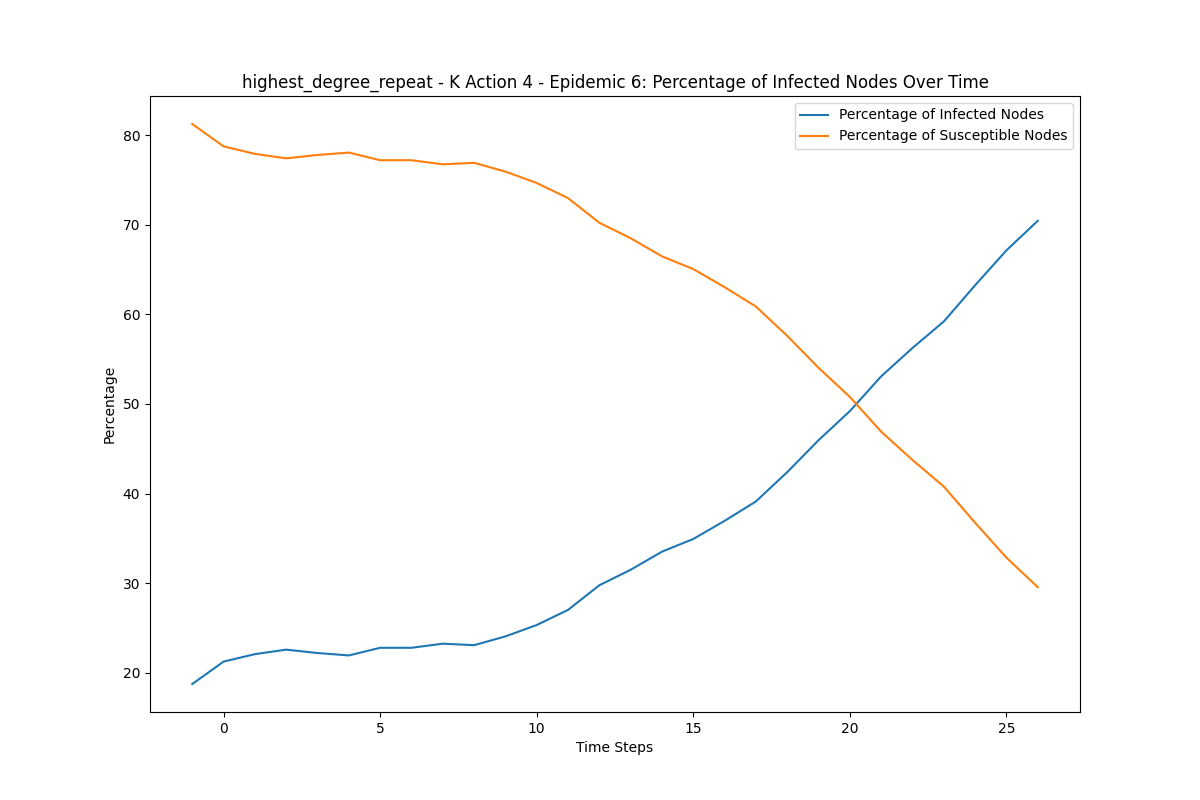 highest_degree_repeat - K Action 4 - Epidemic 6: Percentage of Infected Nodes Over Time
Percentage of Infected Nodes
Percentage of Susceptible Nodes
80
70
60
50
40
30
20
Percentage
0
5
10
15
20
25
Time Steps